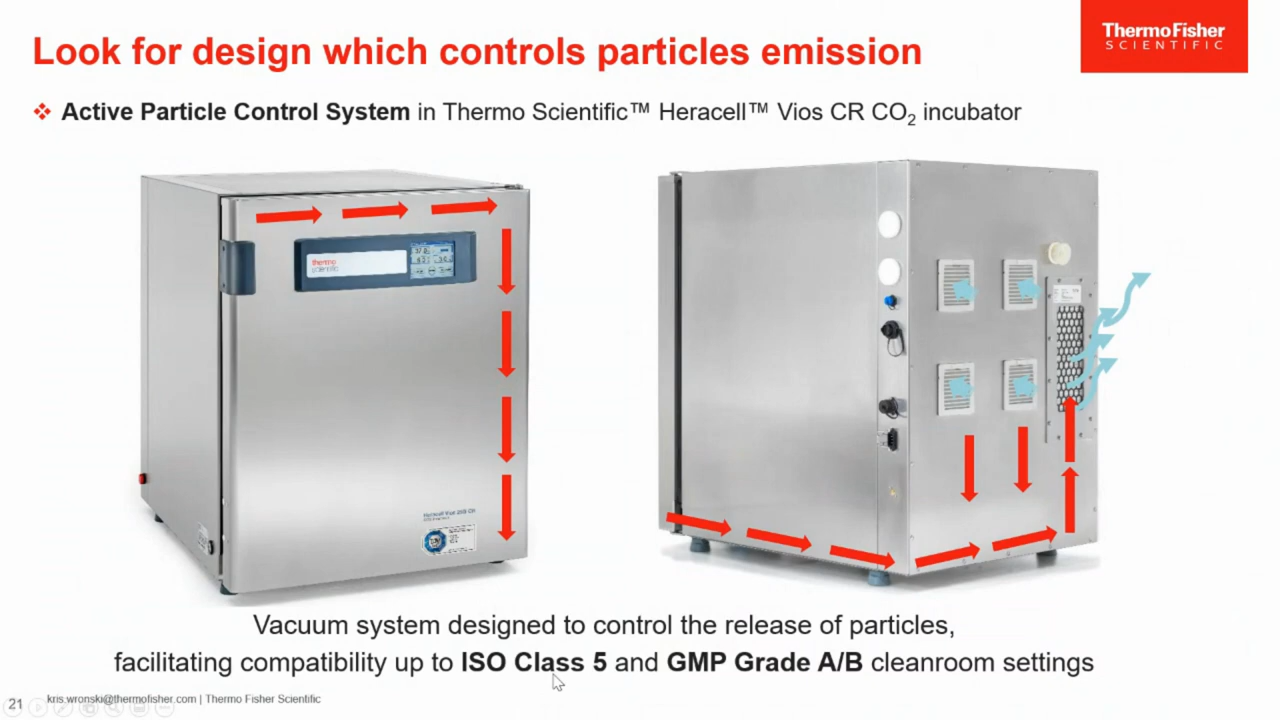 Look for design which controls particles emission
ThermoFisher
SCIENTIFIC
❖ Active Particle Control System in Thermo Scientific™ Heracell™ Vios CR CO₂ incubator
thermo
scientific
Vacuum system designed to control the release of particles,
facilitating compatibility up to ISO Class 5 and GMP Grade A/B cleanroom settings
21
kris.wronski@thermofisher.com | Thermo Fisher Scientific